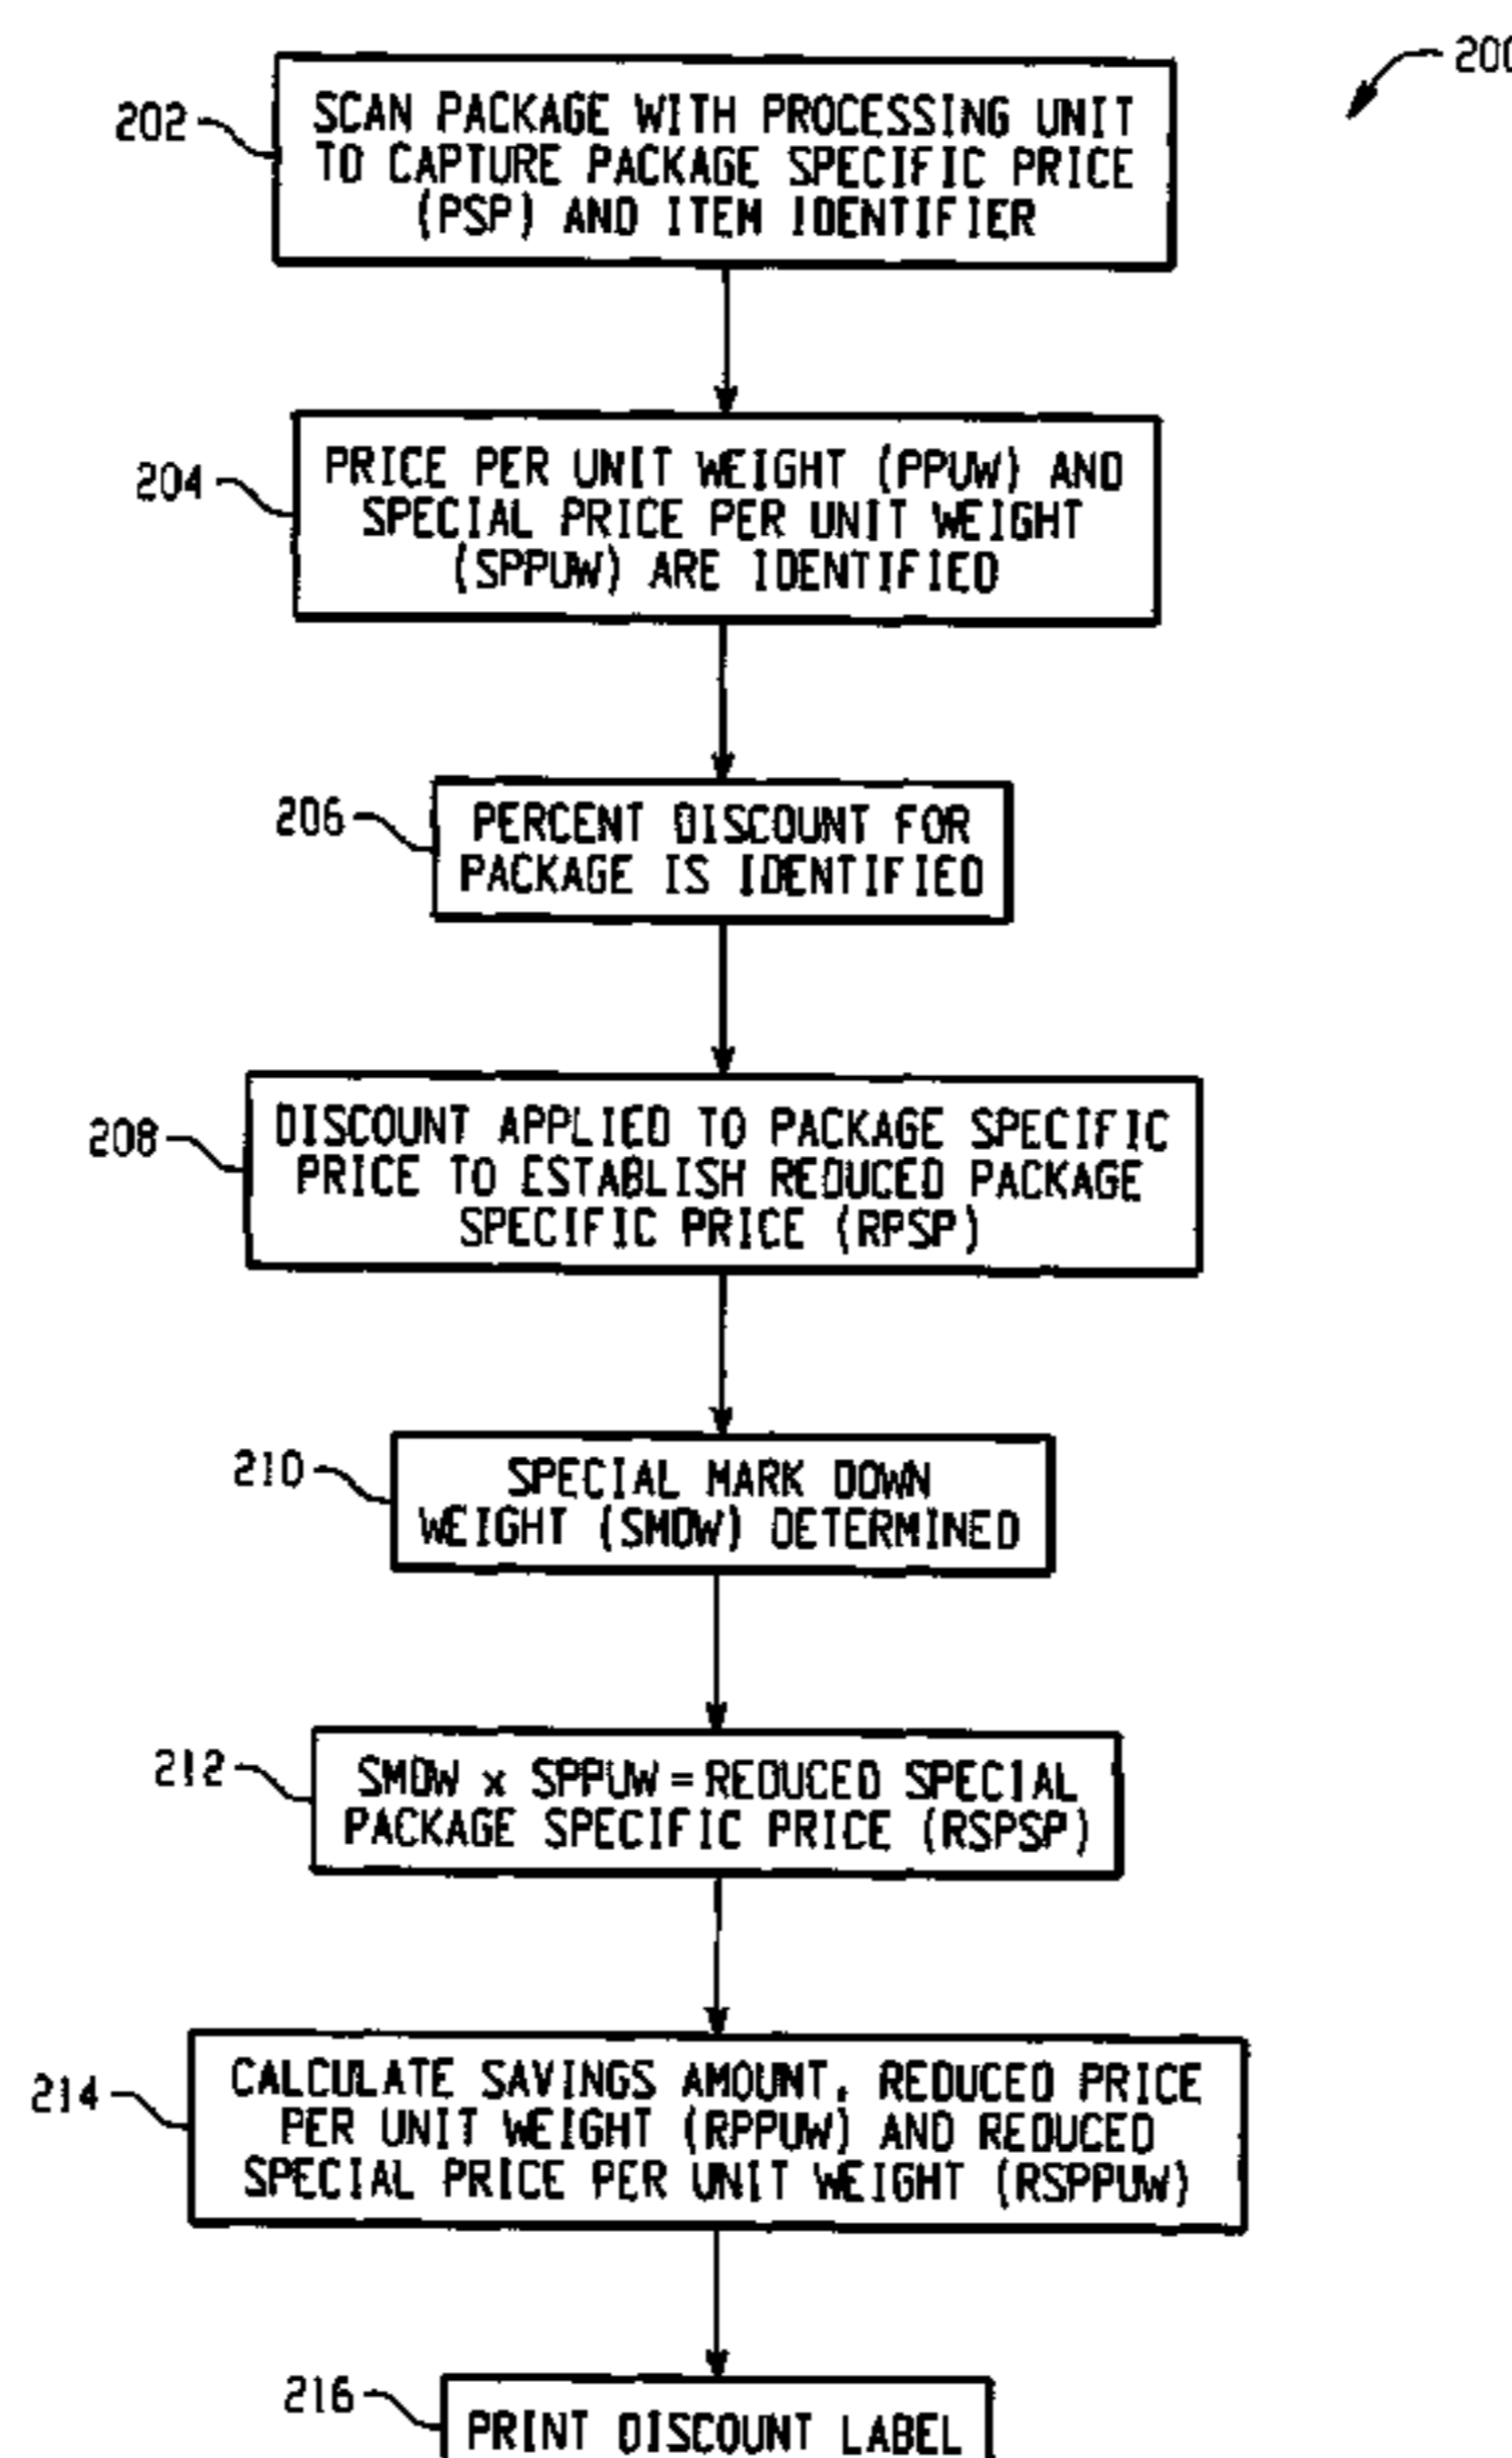 200
202
SCAN PACKAGE WITH PROCESSING UNIT
TO CAPTURE PACKAGE SPECIFIC PRICE
(PSP) AND ITEM IDENTIFIER
204
PRICE PER UNIT WEIGHT (PPUW) AND
SPECIAL PRICE PER UNIT WEIGHT
(SPPUW) ARE IDENTIFIED
206
PERCENT DISCOUNT FOR
PACKAGE IS IDENTIFIED
208
DISCOUNT APPLIED TO PACKAGE SPECIFIC
PRICE TO ESTABLISH REDUCED PACKAGE
SPECIFIC PRICE (RPSP)
210
SPECIAL MARK DOWN
WEIGHT (SMDW) DETERMINED
212
SMDW x SPPUW = REDUCED SPECIAL
PACKAGE SPECIFIC PRICE (RSPSP)
214
CALCULATE SAVINGS AMOUNT, REDUCED PRICE
PER UNIT WEIGHT (RPPUW) AND REDUCED
SPECIAL PRICE PER UNIT WEIGHT (RSPPUW)
216
PRINT DISCOUNT LABEL